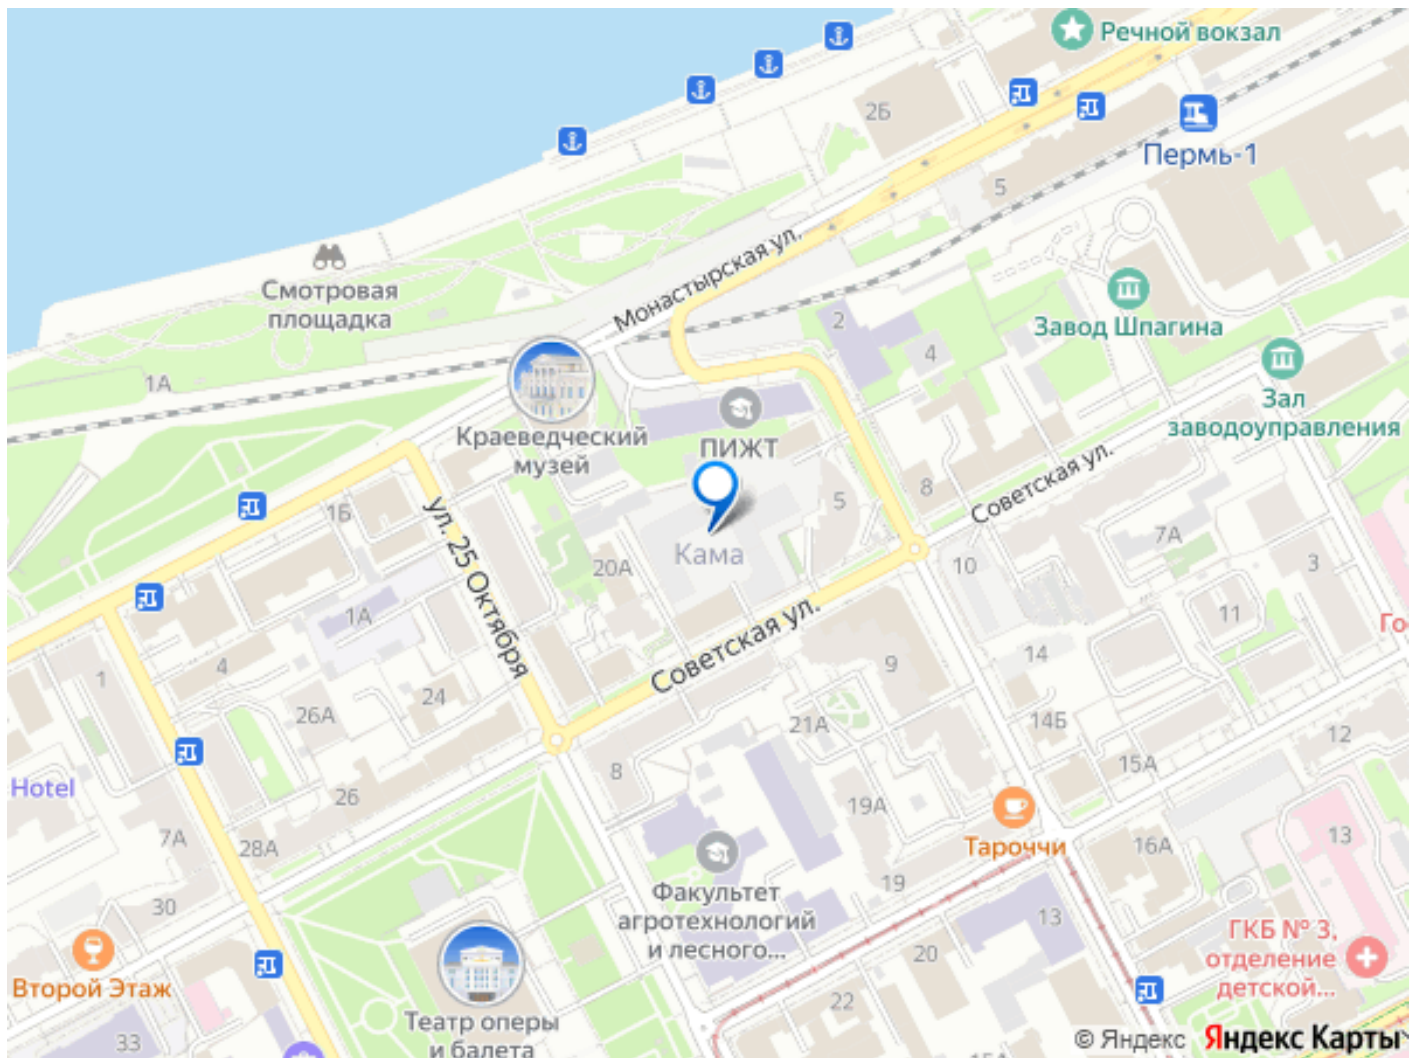 Речной вокзал
2Б
Пермь-1
5
Монастырская ул.
Смотровая
площадка
2
Завод Шпагина
4
1А
Зал
заводоуправления
Краеведческий
музей
ПИЖТ
Советская ул.
8
5
1Б
ул. 25 Октября
7А
Кама
20А
10
3
1А
11
Го
Советская ул.
4
1
9
14
24
26А
21А
14Б
12
8
15А
Hotel
26
19А
7А
28А
Тароччи
16А
13
Факультет
агротехнологий
и лесного...
19
30
13
ГКБ № 3,
отделение
детской...
20
Второй Этаж
22
Театр оперы
и балета
33
15А
© Яндекс Яндекс Карты